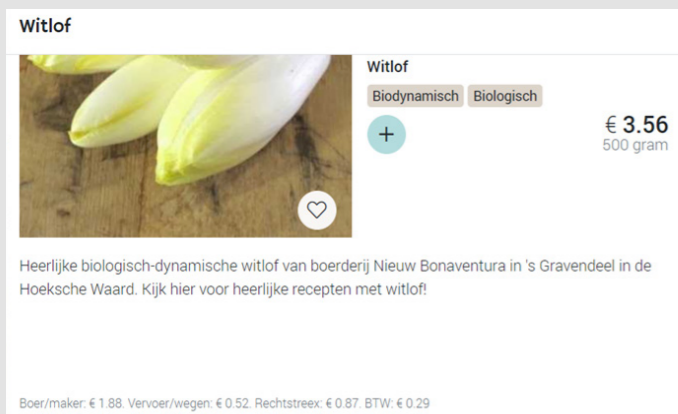 Witlof
Witlof
Biodynamisch Biologisch
€ 3.56
500 gram
Heerlijke biologisch-dynamische witlof van boerderij Nieuw Bonaventura in 's Gravendeel in de
Hoeksche Waard. Kijk hier voor heerlijke recepten met witlof!
Boer/maker: € 1.88. Vervoer/wegen: € 0.52. Rechtstreex: € 0.87. BTW: € 0.29